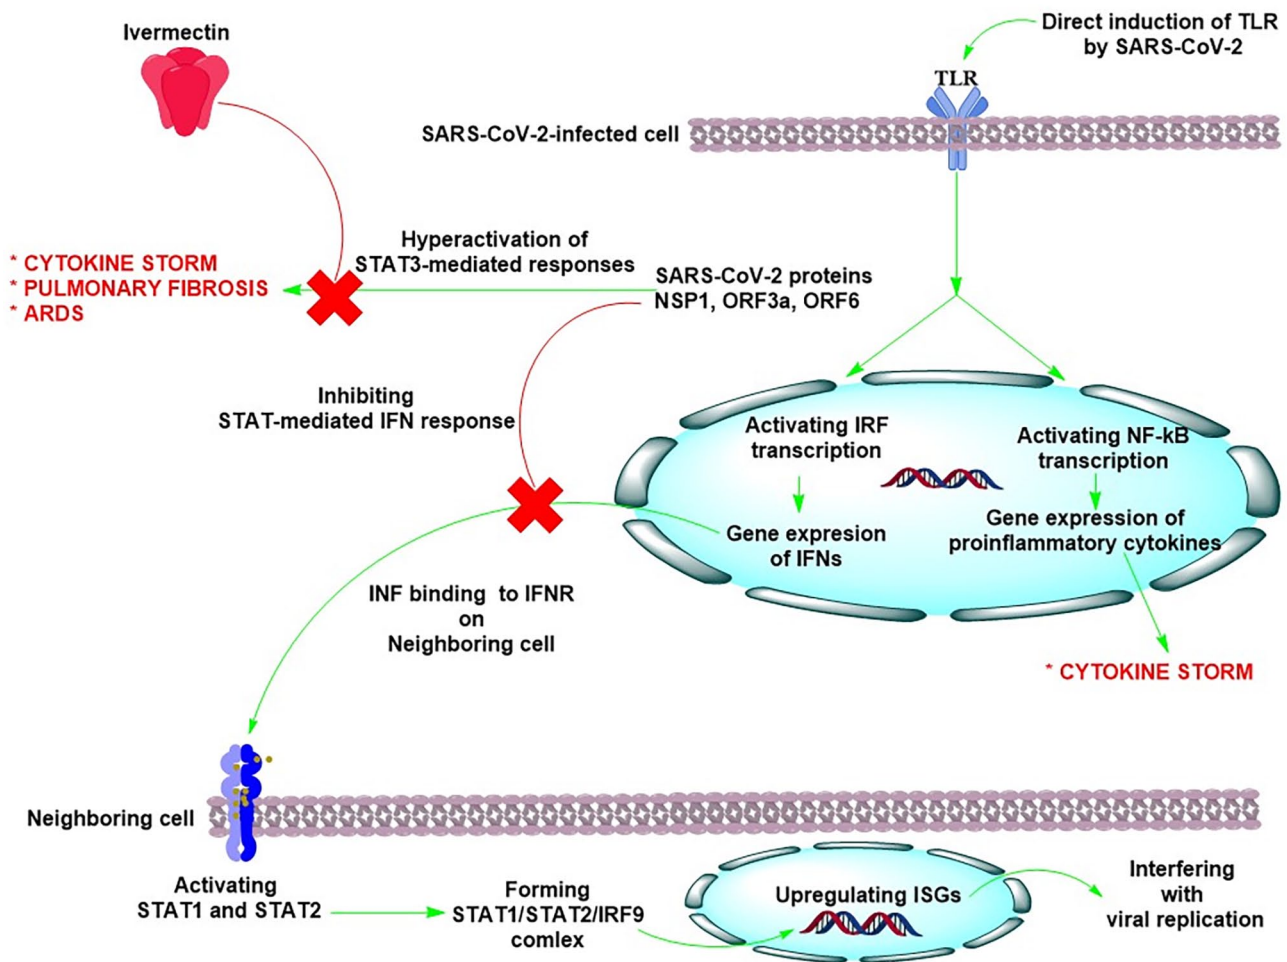 Ivermectin
Direct induction of TLR
by SARS-CoV-2
TLR
SARS-CoV-2-infected cell
Hyperactivation of
STAT3-mediated responses
* CYTOKINE STORM
* PULMONARY FIBROSIS
* ARDS
SARS-CoV-2 proteins
NSP1, ORF3a, ORF6
Inhibiting
STAT-mediated IFN response
Activating IRF
transcription
Activating NF-kB
transcription
Gene expresion
of IFNs
Gene expression of
proinflammatory cytokines
INF binding to IFNR
on
Neighboring cell
* CYTOKINE STORM
Neighboring cell
Activating
STAT1 and STAT2
Forming
STAT1/STAT2/IRF9
comlex
Upregulating ISGs
Interfering
with
viral replication